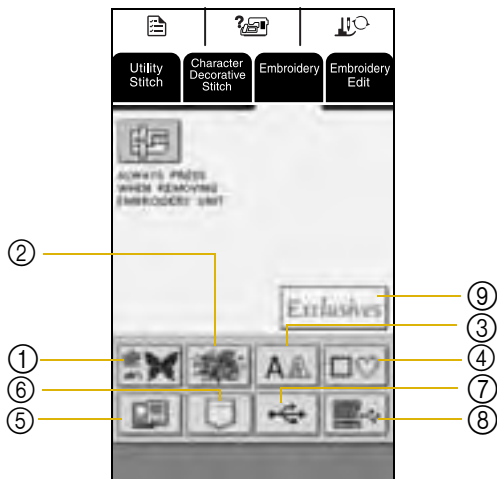 Utility
Stitch
Character
Decorative
Stitch
Embroidery
Embroidery
Edit
ALWAYS PRESS
WHEN REMOVING
EMBROIDERY UNIT
Exclusives
AA
①
②
③
④
⑤
⑥
⑦
⑧
⑨